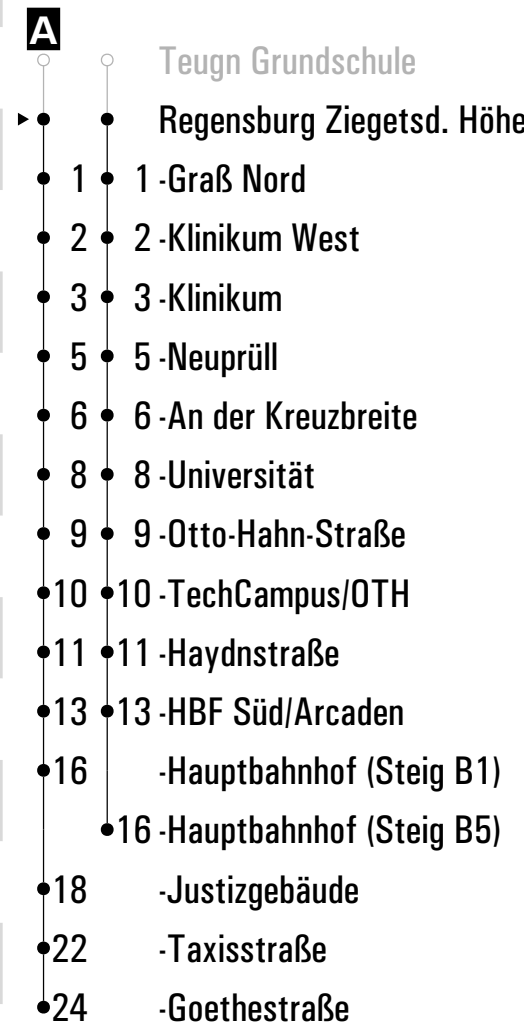 A
Teugn Grundschule
Regensburg Ziegetsd. Höhe
1 1 -Graß Nord
2 2 -Klinikum West
3 3 -Klinikum
5 5 -Neuprüll
6 6 -An der Kreuzbreite
8 8 -Universität
9 9 -Otto-Hahn-Straße
10 10 -TechCampus/OTH
11 11 -Haydnstraße
13 13 -HBF Süd/Arcaden
16 -Hauptbahnhof (Steig B1)
16 -Hauptbahnhof (Steig B5)
18 -Justizgebäude
22 -Taxisstraße
24 -Goethestraße